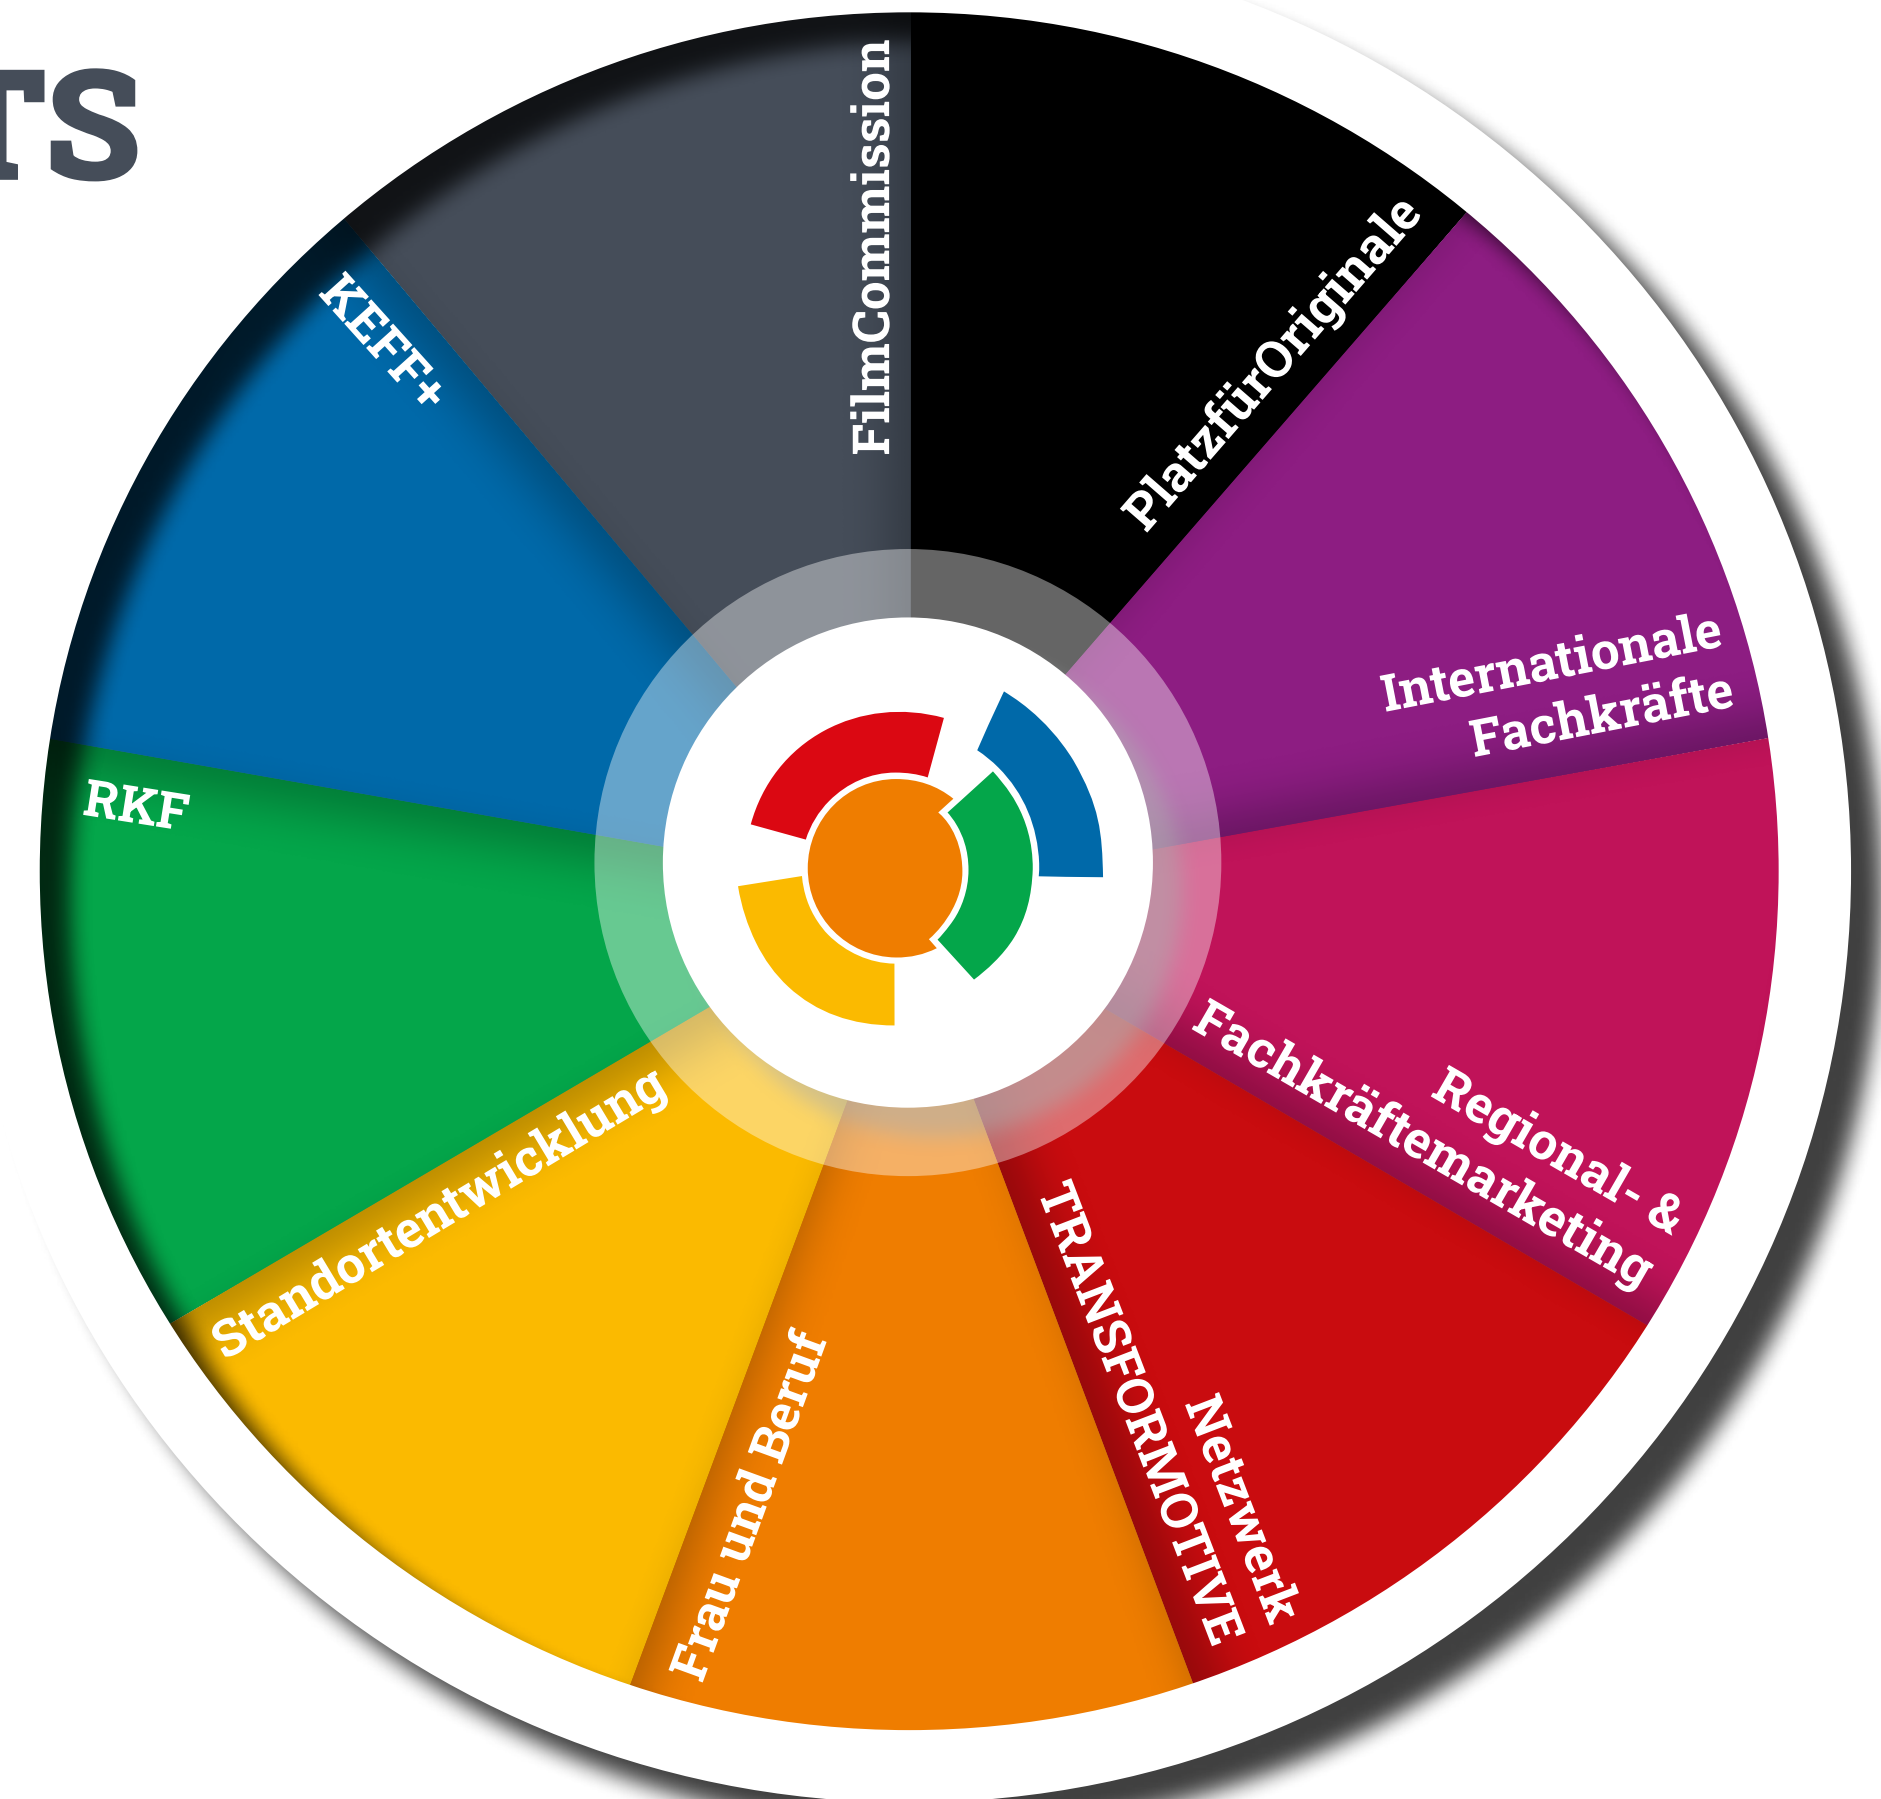 TS
FilmCommission
PlatzfürOriginale
Internationale
Fachkräfte
Regional- &
Fachkräftemarketing
Netzwerk
TRANSFORMOTIVE
Frau und Beruf
Standortentwicklung
RKF
KEFF+